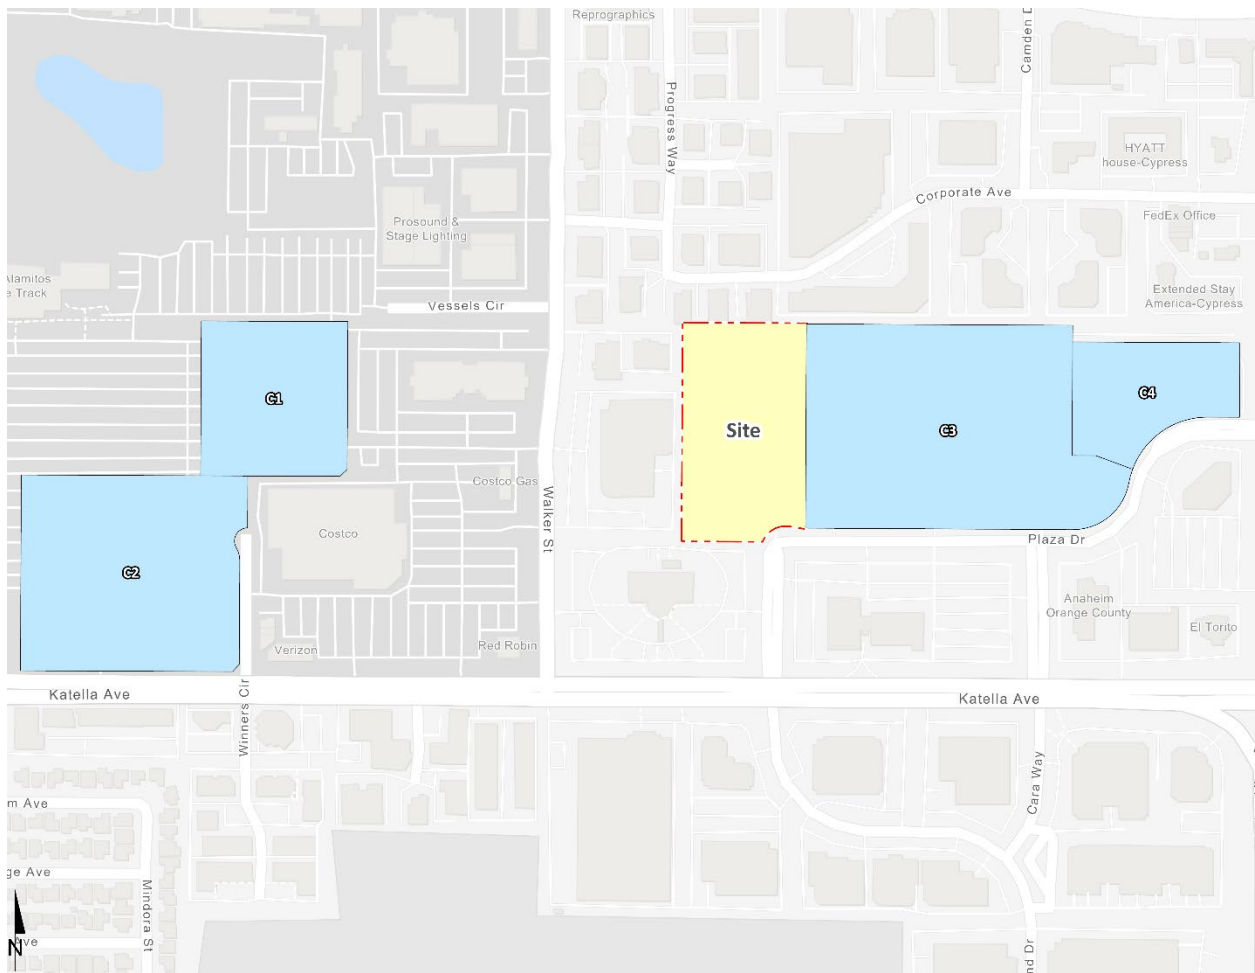 Reprographics
Camden D
Progress Way
HYATT
house-Cypress
Corporate Ave
Prosound &
Stage Lighting
FedEx Office
Alamitos
e Track
Extended Stay
America-Cypress
Vessels Cir
C1
C4
Site
C3
Costco Gas
Walker St
Costco
Plaza Dr
C2
Anaheim
Orange County
El Torito
Verizon
Red Robin
Katella Ave
Katella Ave
Winners Cir
Cara Way
m Ave
ge Ave
Mindora St
N
Ave
nd Dr